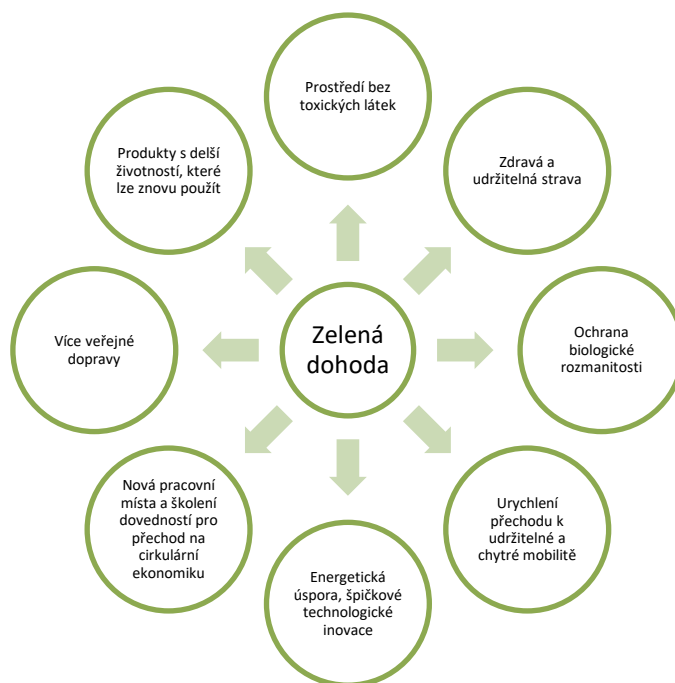 Prostředí bez
toxických látek
Zdravá a
udržitelná strava
Ochrana
biologické
rozmanitosti
Urychlení
přechodu k
udržitelné a
chytré mobilitě
Energetická
úspora, špičkové
technologické
inovace
Nová pracovní
místa a školení
dovedností pro
přechod na
cirkulární
ekonomiku
Více veřejné
dopravy
Produkty s delší
životností, které
lze znovu použít
Zelená
dohoda